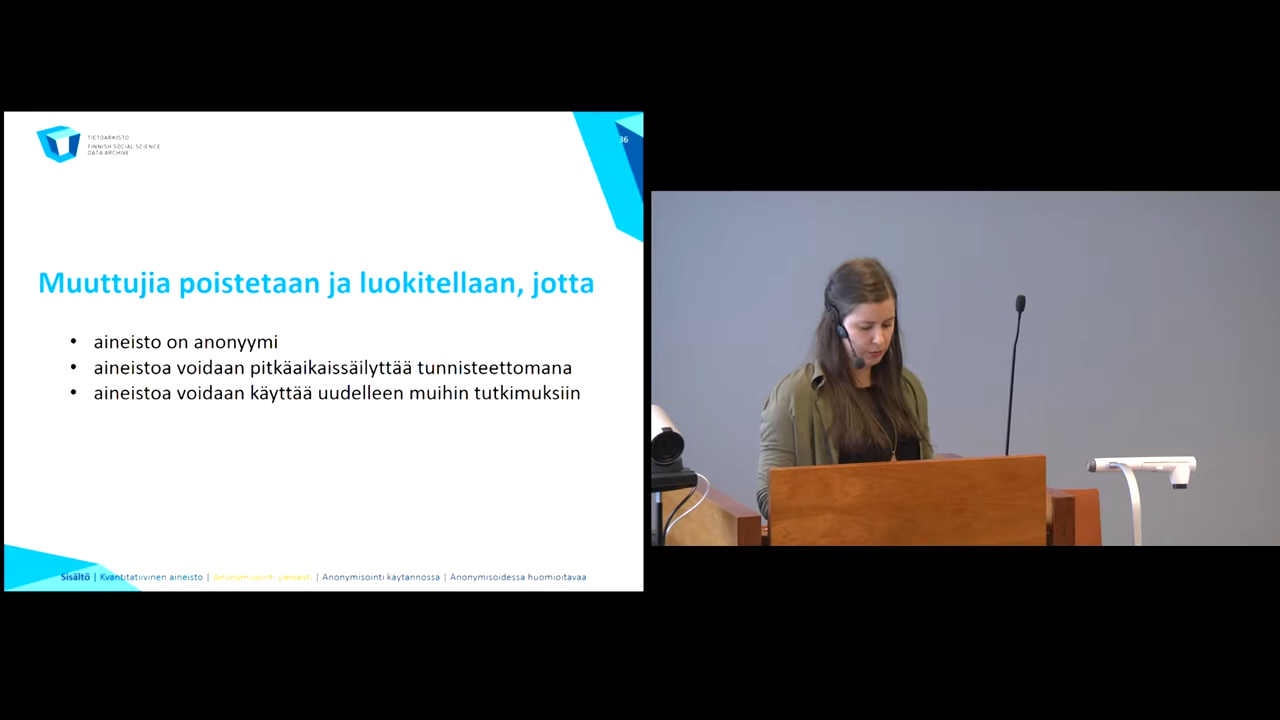 TIETOARKISTO
FINNISH SOCIAL SCIENCE
DATA ARCHIVE
36
Muuttujia poistetaan ja luokitellaan, jotta
• aineisto on anonyymi
• aineistoa voidaan pitkäaikaissäilyttää tunnisteettomana
• aineistoa voidaan käyttää uudelleen muihin tutkimuksiin
Sisältö | Kvantitatiivinen aineisto | Anonymisointi yleisesti | Anonymisointi käytännössä | Anonymisoidessa huomioitavaa